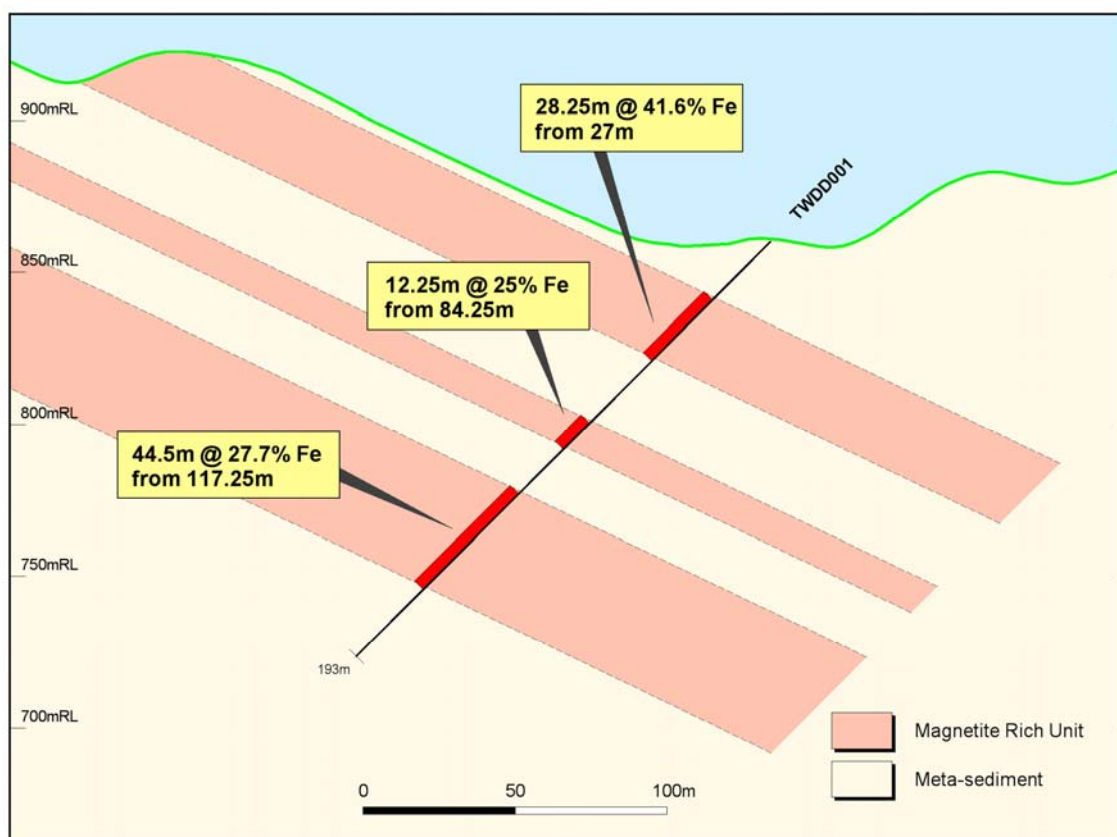 28.25m @ 41.6% Fe
from 27m
TWDD001
12.25m @ 25% Fe
from 84.25m
44.5m @ 27.7% Fe
from 117.25m
900mRL
850mRL
800mRL
750mRL
700mRL
193m
Magnetite Rich Unit
Meta-sediment
0 50 100m